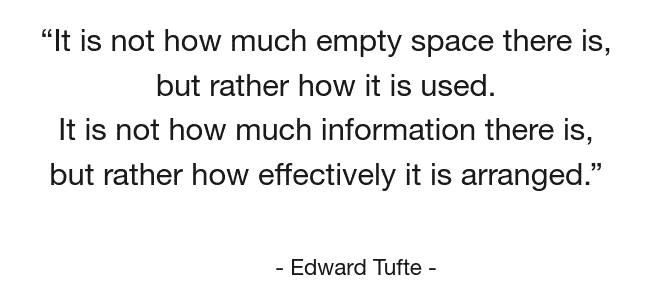 “It is not how much empty space there is,
but rather how it is used.
It is not how much information there is,
but rather how effectively it is arranged.”
- Edward Tufte -